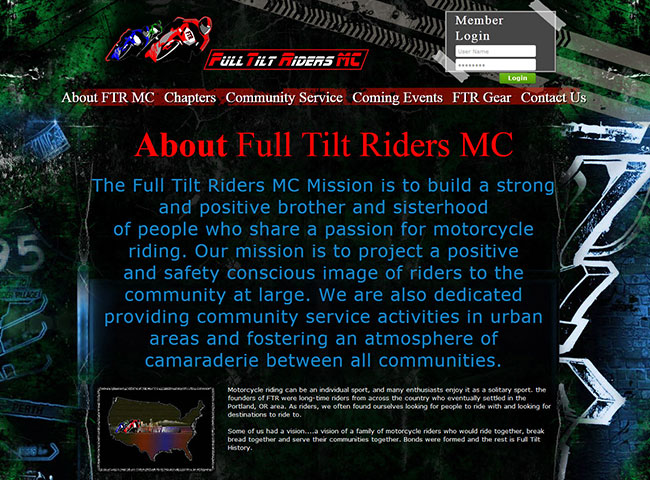 Member
Login
User Name
••••••••
Login
Full Tilt Riders MC
About FTR MC Chapters Community Service Coming Events FTR Gear Contact Us
About Full Tilt Riders MC
The Full Tilt Riders MC Mission is to build a strong
and positive brother and sisterhood
of people who share a passion for motorcycle
riding. Our mission is to project a positive
and safety conscious image of riders to the
community at large. We are also dedicated
providing community service activities in urban
areas and fostering an atmosphere of
camaraderie between all communities.
95
Motorcycle riding can be an individual sport, and many enthusiasts enjoy it as a solitary sport. the
founders of FTR were long-time riders from across the country who eventually settled in the
Portland, OR area. As riders, we often found ourselves looking for people to ride with and looking for
destinations to ride to.
Some of us had a vision....a vision of a family of motorcycle riders who would ride together, break
bread together and serve their communities together. Bonds were formed and the rest is Full Tilt
History.